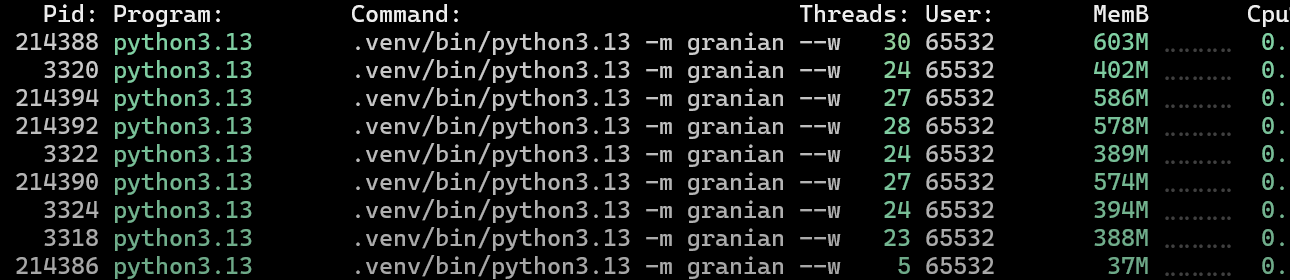 Pid: Program: Command: Threads: User: MemB Cpu
214388 python3.13 .venv/bin/python3.13 -m granian --w 30 65532 603M 0.
3320 python3.13 .venv/bin/python3.13 -m granian --w 24 65532 402M 0.
214394 python3.13 .venv/bin/python3.13 -m granian --w 27 65532 586M 0.
214392 python3.13 .venv/bin/python3.13 -m granian --w 28 65532 578M 0.
3322 python3.13 .venv/bin/python3.13 -m granian --w 24 65532 389M 0.
214390 python3.13 .venv/bin/python3.13 -m granian --w 27 65532 574M 0.
3324 python3.13 .venv/bin/python3.13 -m granian --w 24 65532 394M 0.
3318 python3.13 .venv/bin/python3.13 -m granian --w 23 65532 388M 0.
214386 python3.13 .venv/bin/python3.13 -m granian --w 5 65532 37M 0.